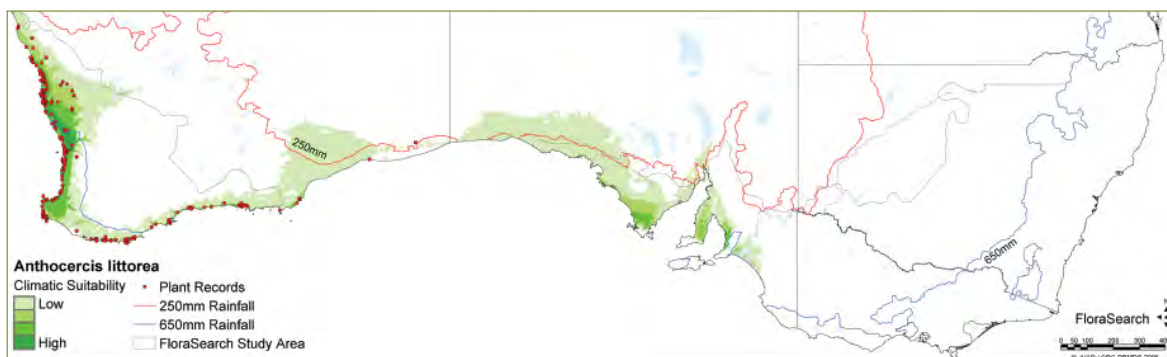 250mm
650mm
Anthocercis littorea
Climatic Suitability
Low
High
Plant Records
250mm Rainfall
650mm Rainfall
FloraSearch Study Area
FloraSearch
0 50 100 200 300